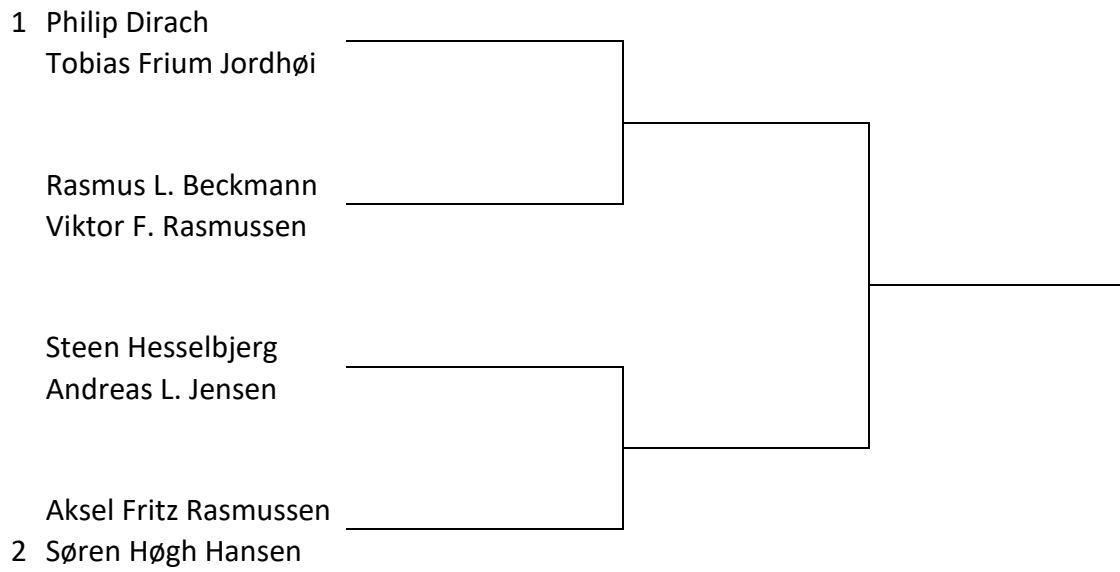 1 Philip Dirach
Tobias Frium Jordhøi
Rasmus L. Beckmann
Viktor F. Rasmussen
Steen Hesselbjerg
Andreas L. Jensen
Aksel Fritz Rasmussen
2 Søren Høgh Hansen